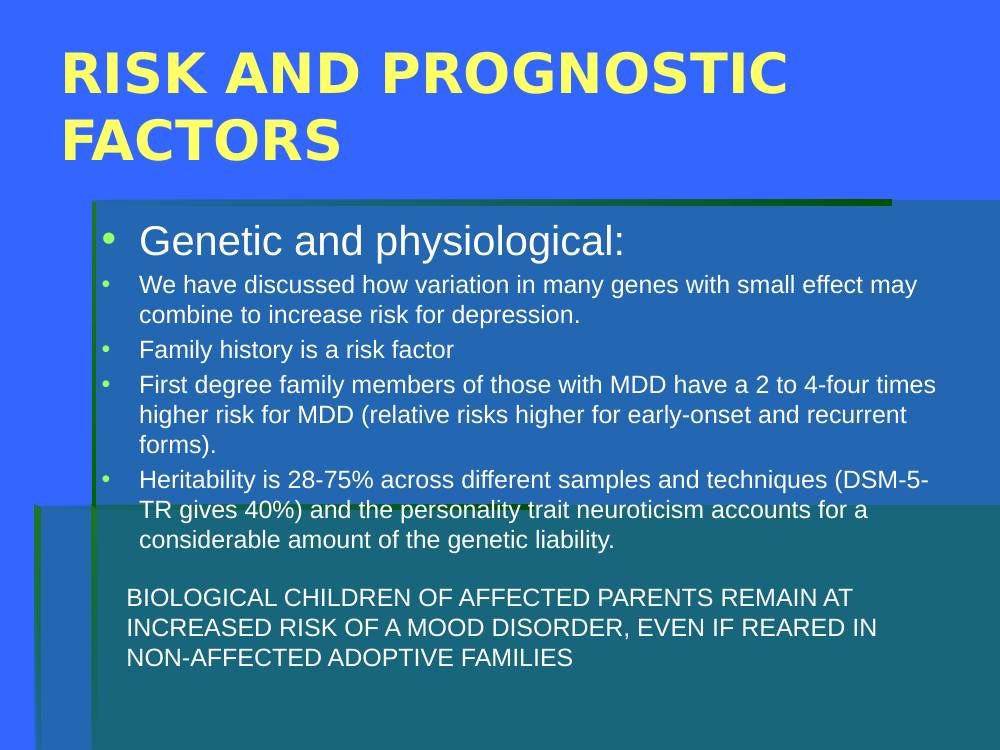 RISK AND PROGNOSTIC
FACTORS
• Genetic and physiological:
• We have discussed how variation in many genes with small effect may
combine to increase risk for depression.
• Family history is a risk factor
• First degree family members of those with MDD have a 2 to 4-four times
higher risk for MDD (relative risks higher for early-onset and recurrent
forms).
• Heritability is 28-75% across different samples and techniques (DSM-5-
TR gives 40%) and the personality trait neuroticism accounts for a
considerable amount of the genetic liability.
BIOLOGICAL CHILDREN OF AFFECTED PARENTS REMAIN AT
INCREASED RISK OF A MOOD DISORDER, EVEN IF REARED IN
NON-AFFECTED ADOPTIVE FAMILIES